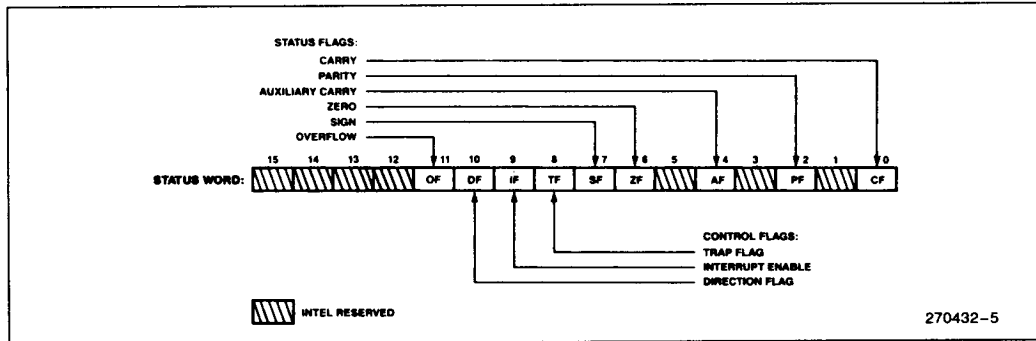 STATUS FLAGS:
CARRY
PARITY
AUXILIARY CARRY
ZERO
SIGN
OVERFLOW
15 14 13 12 11 10 9 8 7 6 5 4 3 2 1 0
STATUS WORD: OF DF IF TF SF ZF AF PF CF
CONTROL FLAGS:
TRAP FLAG
INTERRUPT ENABLE
DIRECTION FLAG
INTEL RESERVED
270432-5